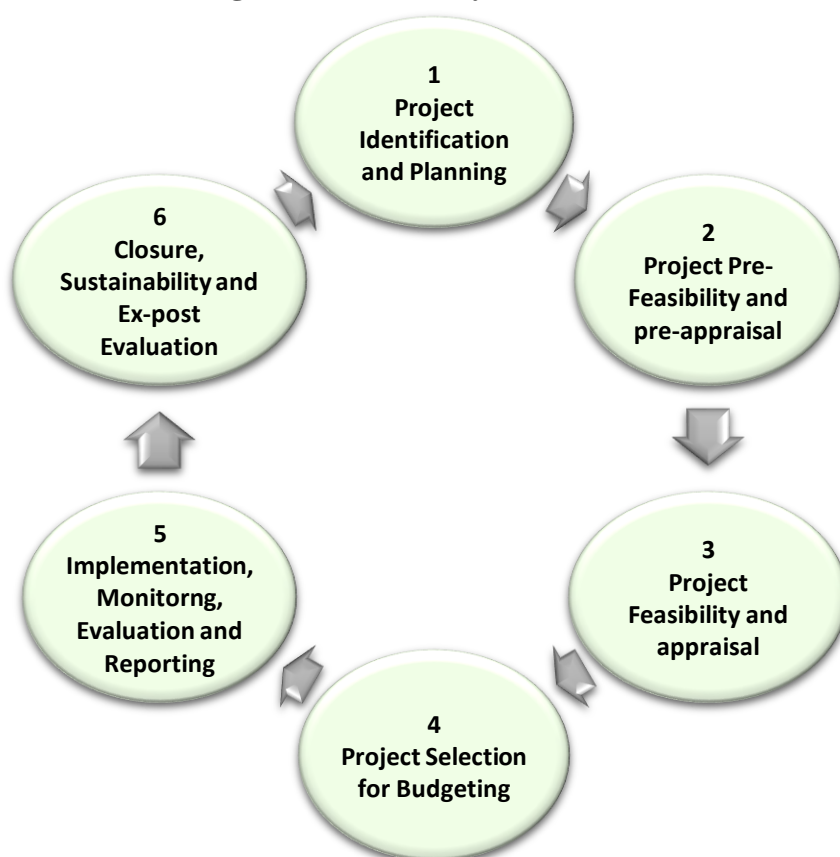 1
Project
Identification
and Planning
2
Project Pre-
Feasibility and
pre-appraisal
3
Project
Feasibility and
appraisal
4
Project Selection
for Budgeting
5
Implementation,
Monitorng,
Evaluation and
Reporting
6
Closure,
Sustainability and
Ex-post
Evaluation